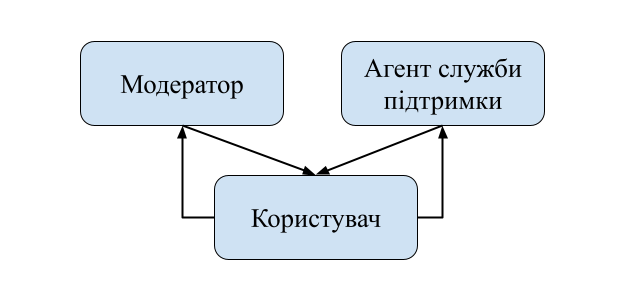 Модератор
Агент служби
підтримки
Користувач